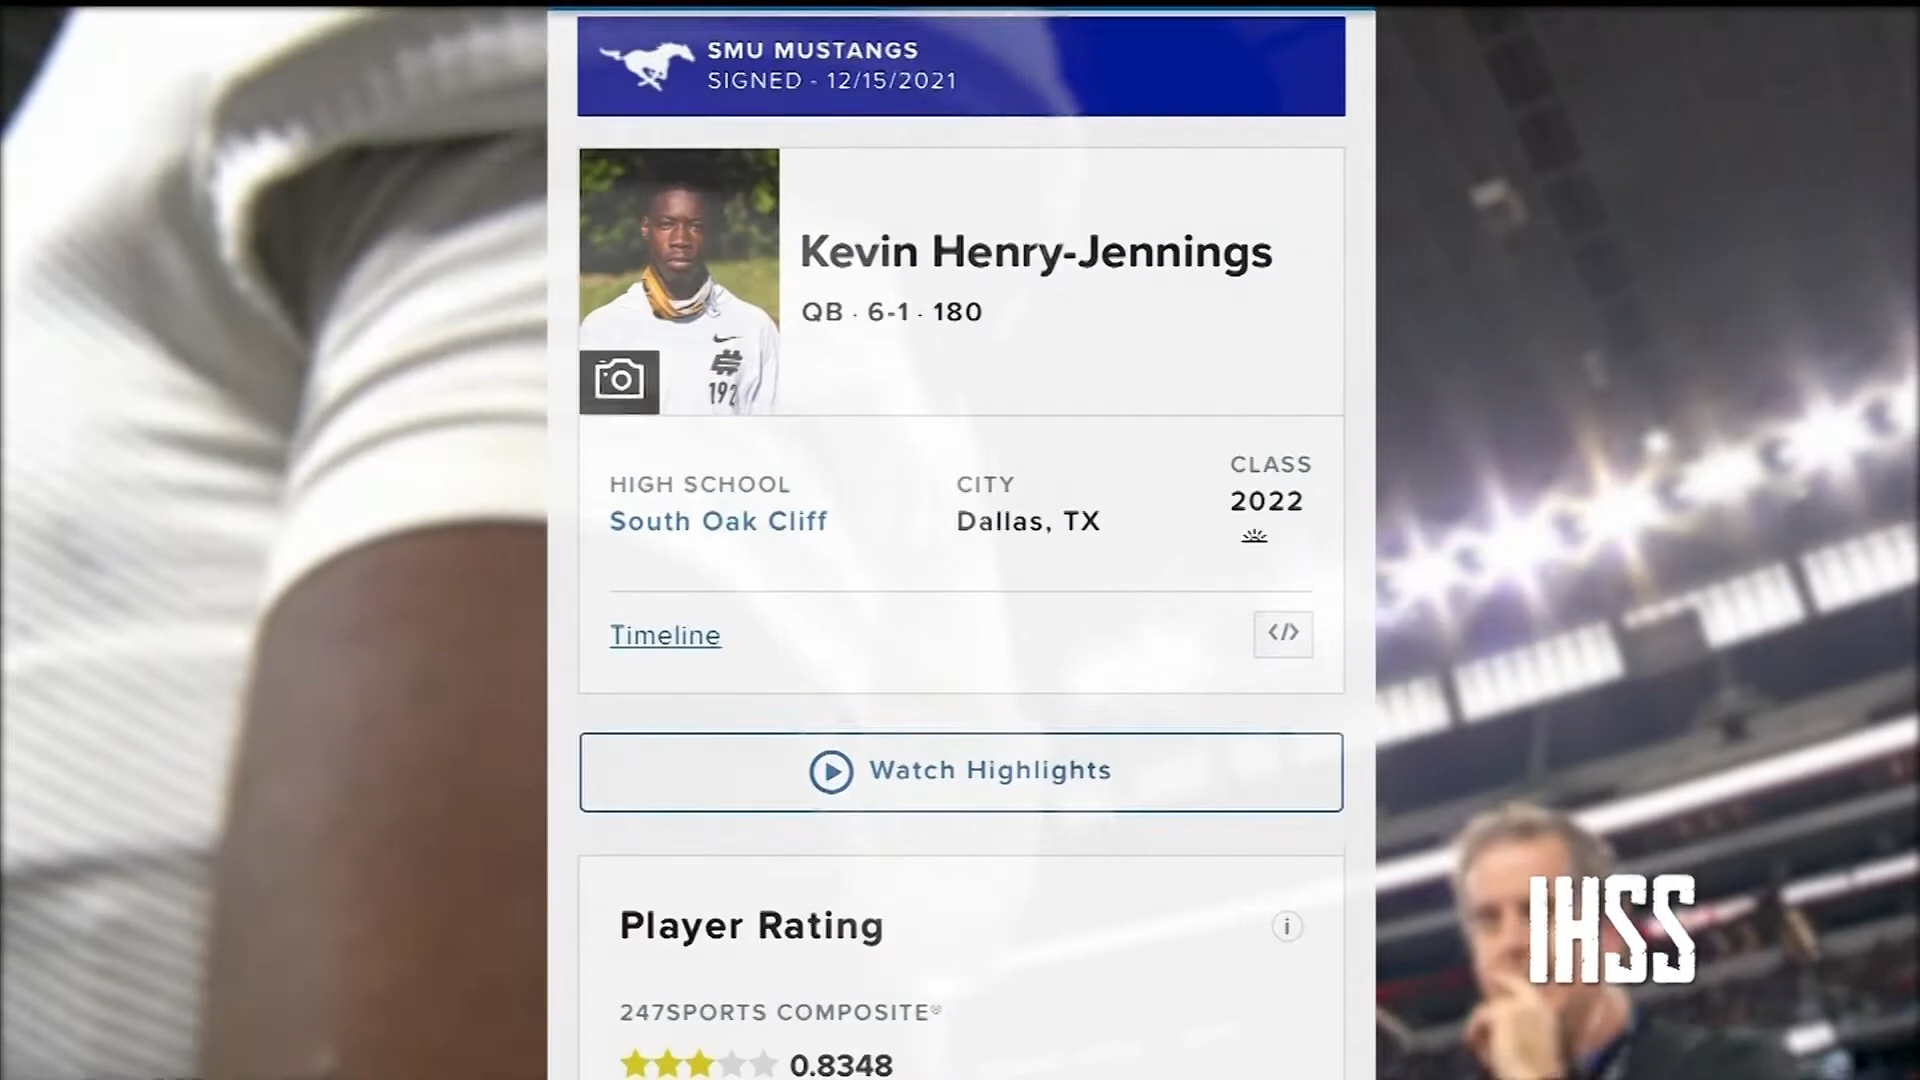 SMU MUSTANGS
SIGNED - 12/15/2021
Kevin Henry-Jennings
QB · 6-1 · 180
192
HIGH SCHOOL
South Oak Cliff
CITY
Dallas, TX
CLASS
2022
Timeline
</>
Watch Highlights
Player Rating
i
247SPORTS COMPOSITE®
0.8348
IHSS